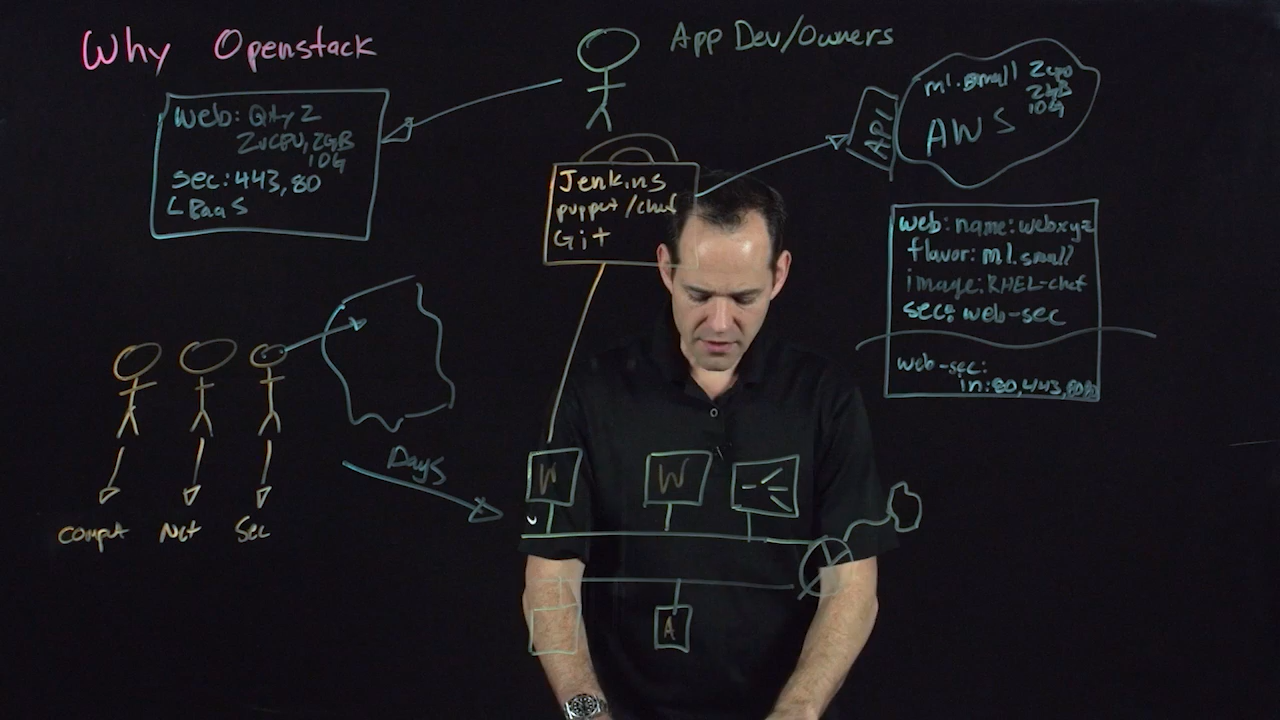 Why Openstack
App Dev/Owners
web: Qty 2
2vCPU, 2GB
10G
sec: 443, 80
LBaaS
Jenkins
puppet/chef
Git
API
m1.small 2cpu
2GB
10G
AWS
web: name: webxyz
flavor: m1.small
image: RHEL-chef
sec: web-sec
web-sec:
in: 80, 443, 8080
Days
comput Net Sec
W W
A